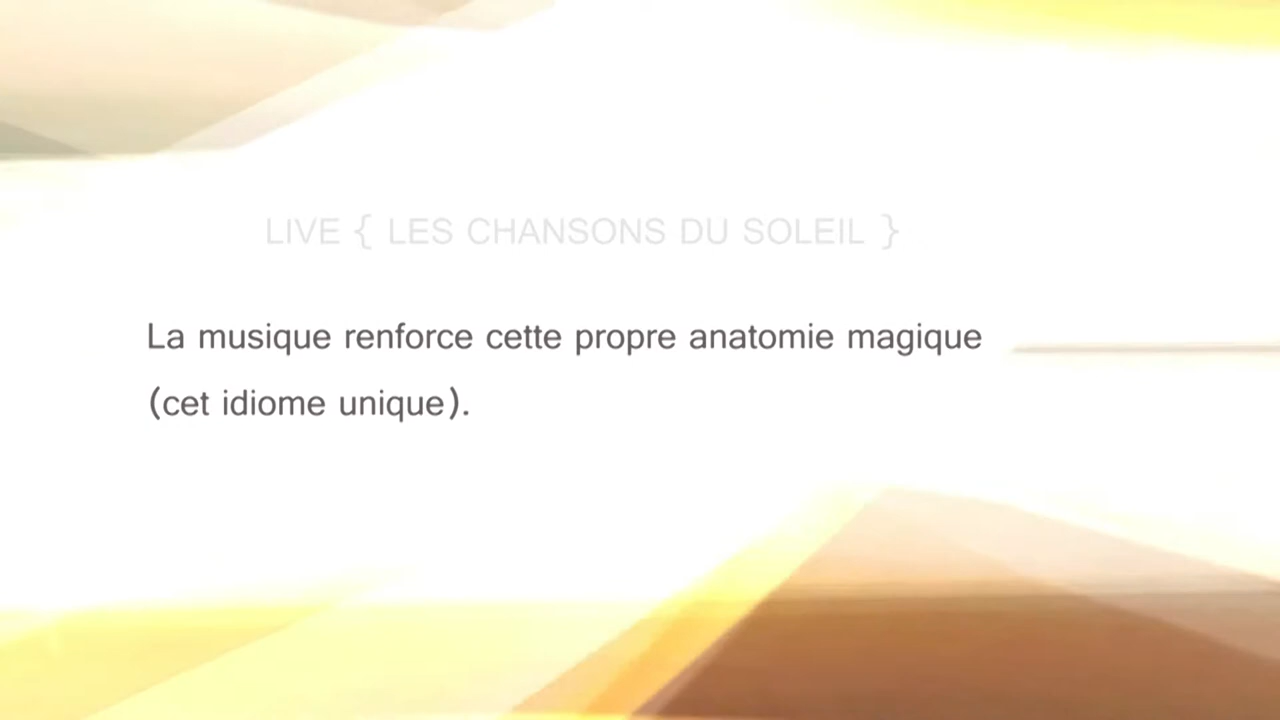 LIVE { LES CHANSONS DU SOLEIL }
La musique renforce cette propre anatomie magique
(cet idiome unique).